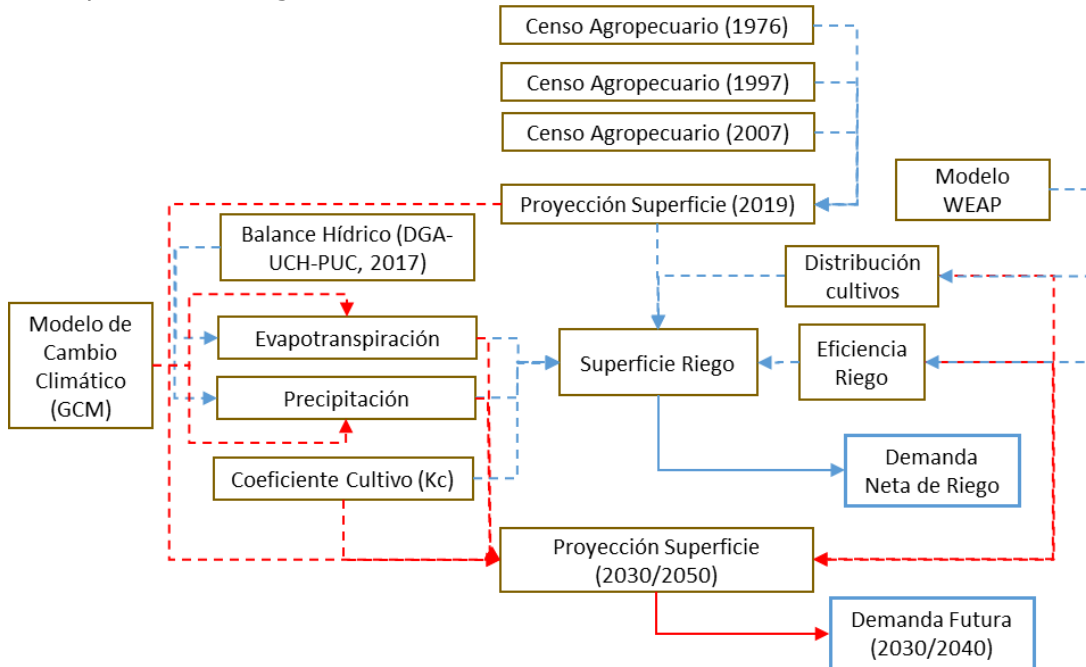 Censo Agropecuario (1976)
Censo Agropecuario (1997)
Censo Agropecuario (2007)
Modelo
WEAP
Proyección Superficie (2019)
Balance Hídrico (DGA-
UCH-PUC, 2017)
Distribución
cultivos
Modelo de
Cambio
Climático
(GCM)
Evapotranspiración
Superficie Riego
Eficiencia
Riego
Precipitación
Coeficiente Cultivo (Kc)
Demanda
Neta de Riego
Proyección Superficie
(2030/2050)
Demanda Futura
(2030/2040)